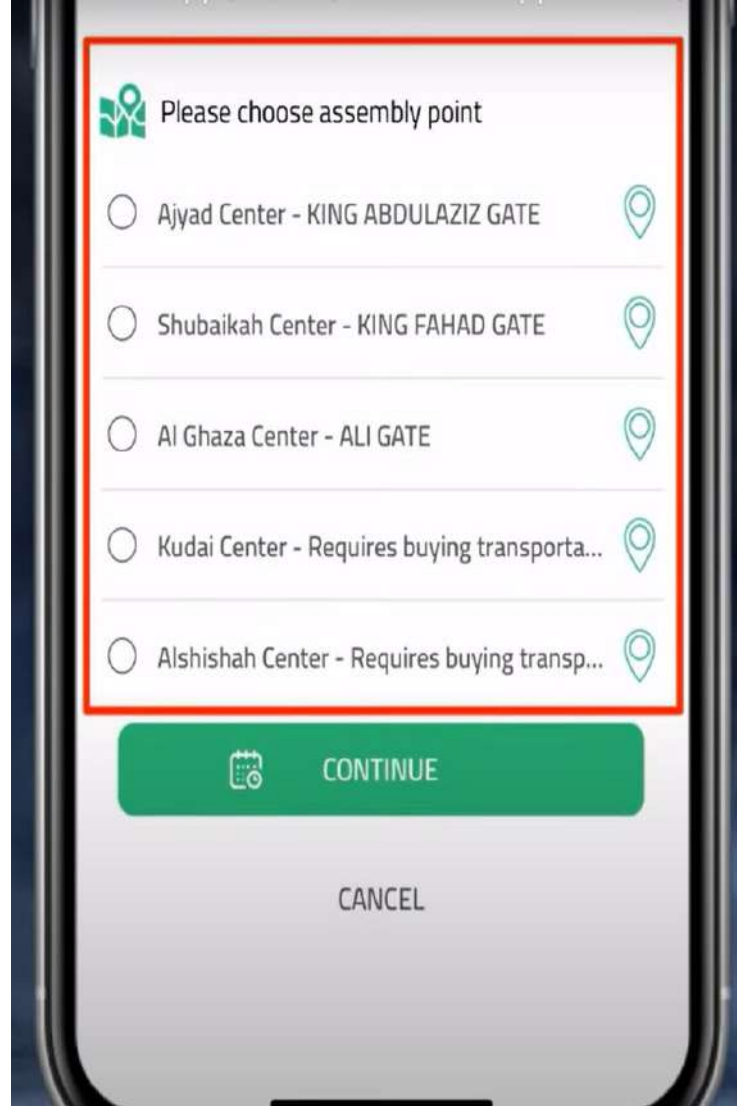 Please choose assembly point
Ajyad Center - KING ABDULAZIZ GATE
Shubaikah Center - KING FAHAD GATE
Al Ghaza Center - ALI GATE
Kudai Center - Requires buying transporta...
Alshishah Center - Requires buying transp...
CONTINUE
CANCEL